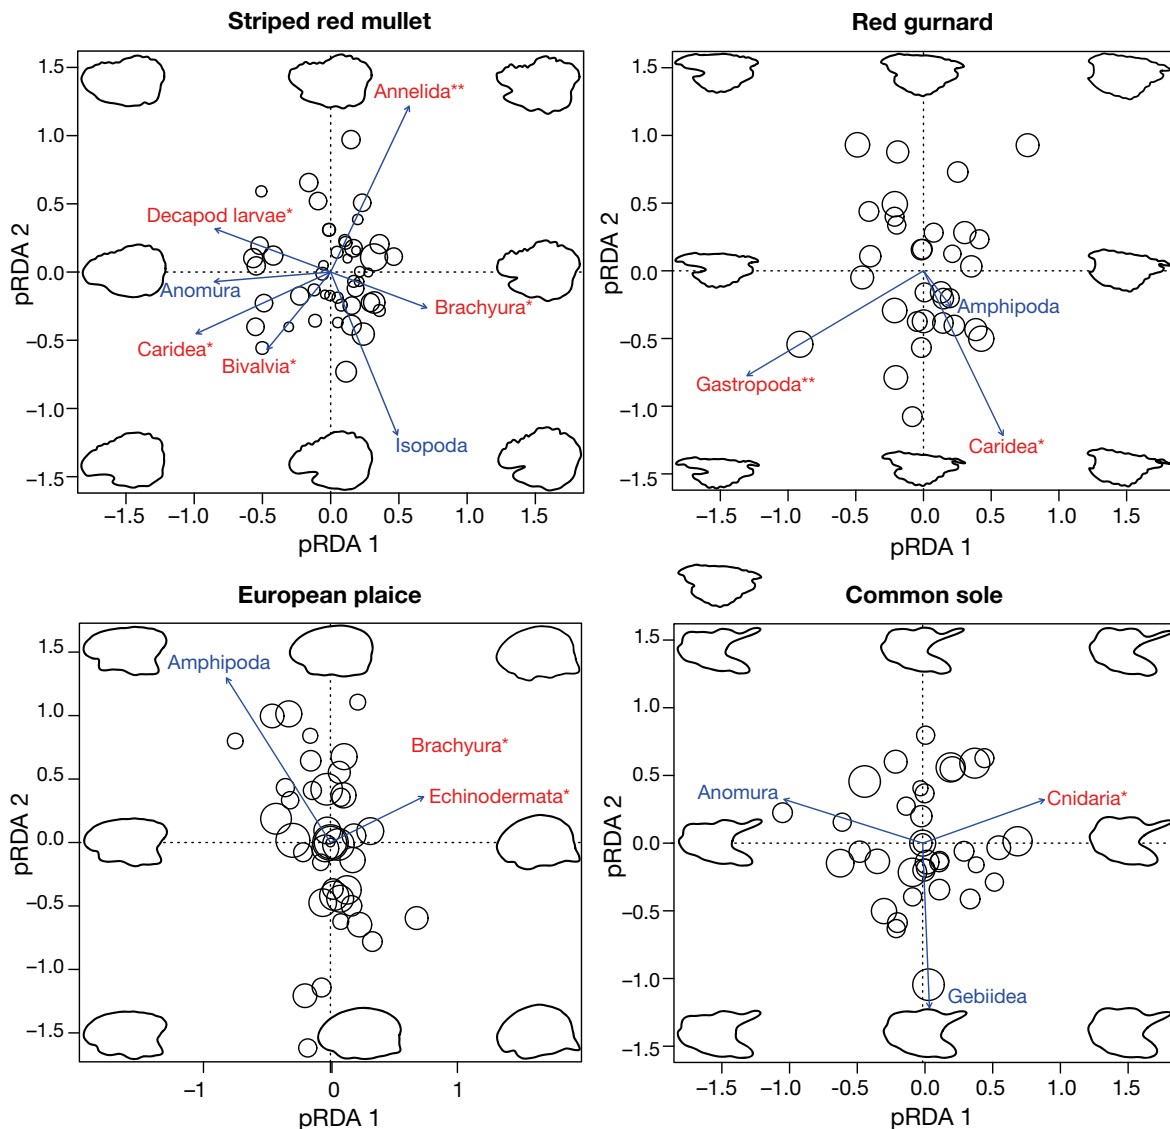 Striped red mullet
Red gurnard
1.5
1.0
0.5
0.0
−0.5
−1.0
−1.5
pRDA 2
Annelida**
Decapod larvae*
Anomura
Brachyura*
Caridea*
Bivalvia*
Isopoda
−1.5 −1.0 -0.5 0.0 0.5 1.0 1.5
pRDA 1
1.5
1.0
0.5
0.0
−0.5
−1.0
−1.5
pRDA 2
Amphipoda
Gastropoda**
Caridea*
−1.5 -1.0 -0.5 0.0 0.5 1.0 1.5
pRDA 1
European plaice
Common sole
1.5
1.0
0.5
0.0
−0.5
−1.0
−1.5
pRDA 2
Amphipoda
Brachyura*
Echinodermata*
−1 0 1
pRDA 1
1.5
1.0
0.5
0.0
−0.5
−1.0
−1.5
pRDA 2
Anomura
Cnidaria*
Gebiidea
−1.5 −1.0 -0.5 0.0 0.5 1.0 1.5
pRDA 1